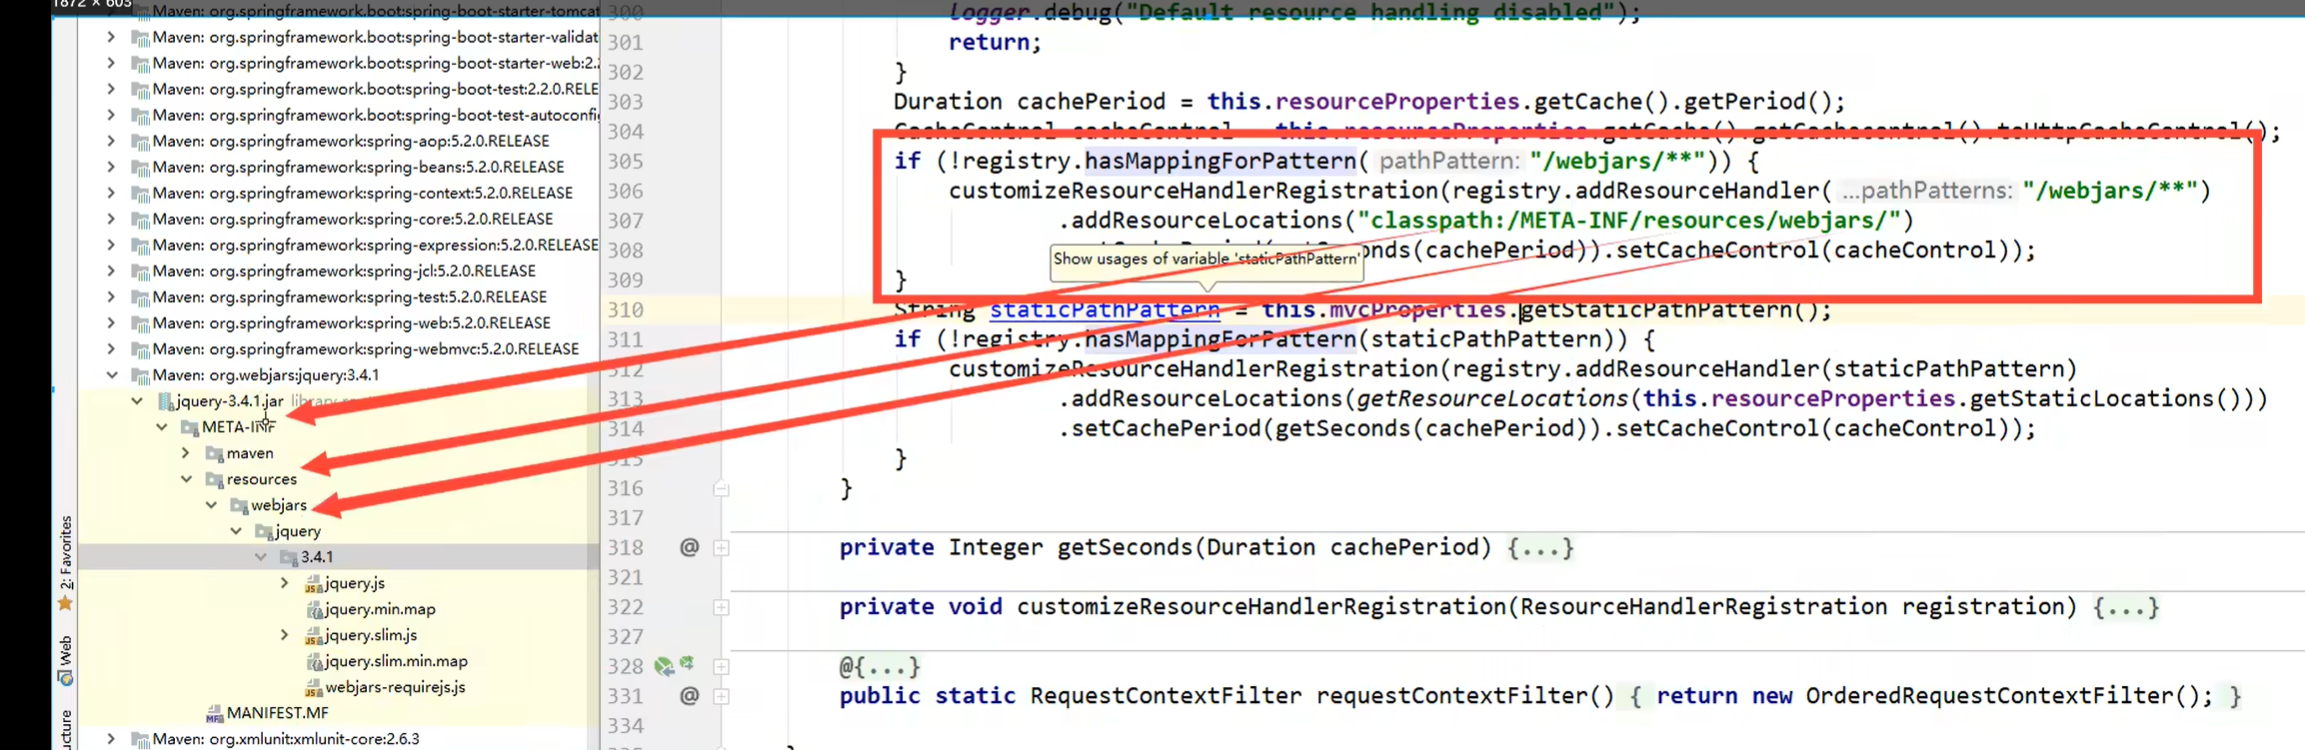 1872 × 603
Maven: org.springframework.boot:spring-boot-starter-tomcat
Maven: org.springframework.boot:spring-boot-starter-validat
Maven: org.springframework.boot:spring-boot-starter-web:2.2
Maven: org.springframework.boot:spring-boot-test:2.2.0.RELE
Maven: org.springframework.boot:spring-boot-test-autoconfig
Maven: org.springframework:spring-aop:5.2.0.RELEASE
Maven: org.springframework:spring-beans:5.2.0.RELEASE
Maven: org.springframework:spring-context:5.2.0.RELEASE
Maven: org.springframework:spring-core:5.2.0.RELEASE
Maven: org.springframework:spring-expression:5.2.0.RELEASE
Maven: org.springframework:spring-jcl:5.2.0.RELEASE
Maven: org.springframework:spring-test:5.2.0.RELEASE
Maven: org.springframework:spring-web:5.2.0.RELEASE
Maven: org.springframework:spring-webmvc:5.2.0.RELEASE
Maven: org.webjars:jquery:3.4.1
jquery-3.4.1.jar library
META-INF
maven
resources
webjars
jquery
3.4.1
jquery.js
jquery.min.map
jquery.slim.js
jquery.slim.min.map
webjars-requirejs.js
MANIFEST.MF
Maven: org.xmlunit:xmlunit-core:2.6.3
2: Favorites
Web
ucture
300 logger.debug("Default resource handling disabled");
301 return;
302 }
303 Duration cachePeriod = this.resourceProperties.getCache().getPeriod();
304 CacheControl cacheControl = this.resourceProperties.getCache().getCachecontrol().toHttpCacheControl();
305 if (!registry.hasMappingForPattern( pathPattern: "/webjars/**")) {
306 customizeResourceHandlerRegistration(registry.addResourceHandler( ...pathPatterns: "/webjars/**")
307 .addResourceLocations("classpath:/META-INF/resources/webjars/")
308 onds(cachePeriod)).setCacheControl(cacheControl));
Show usages of variable 'staticPathPattern'
309 }
310 String staticPathPattern = this.mvcProperties.getStaticPathPattern();
311 if (!registry.hasMappingForPattern(staticPathPattern)) {
312 customizeResourceHandlerRegistration(registry.addResourceHandler(staticPathPattern)
313 .addResourceLocations(getResourceLocations(this.resourceProperties.getStaticLocations()))
314 .setCachePeriod(getSeconds(cachePeriod)).setCacheControl(cacheControl));
315 }
316 }
317
318 @ private Integer getSeconds(Duration cachePeriod) {...}
321
322 private void customizeResourceHandlerRegistration(ResourceHandlerRegistration registration) {...}
327
328 @{...}
331 @ public static RequestContextFilter requestContextFilter() { return new OrderedRequestContextFilter(); }
334